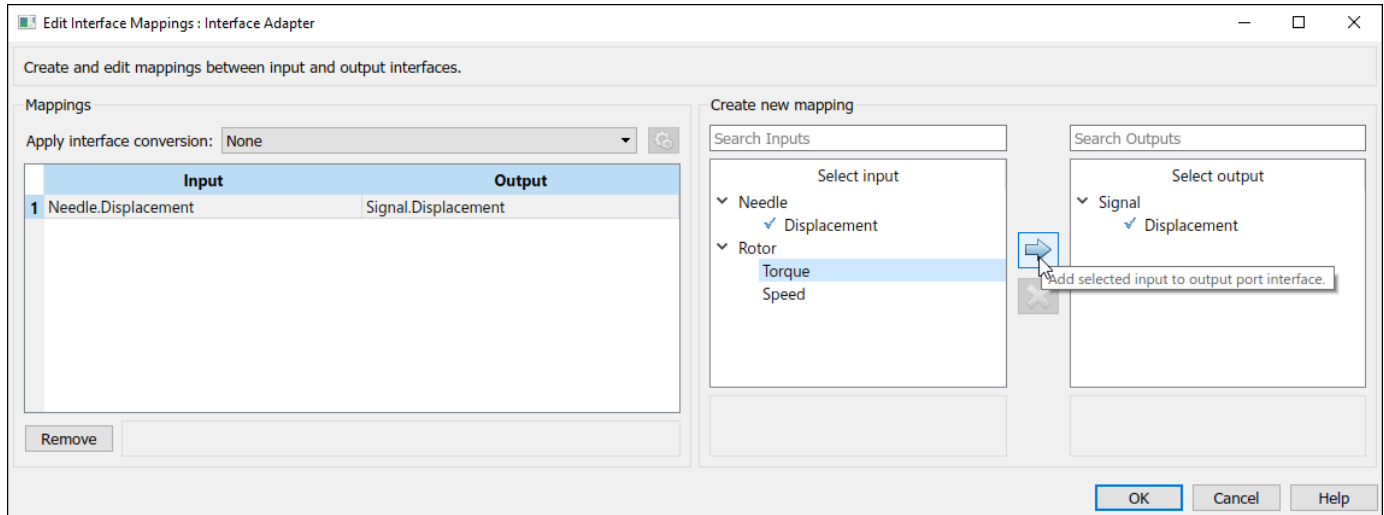 Edit Interface Mappings : Interface Adapter
Create and edit mappings between input and output interfaces.
Mappings
Apply interface conversion: None
Input Output
1 Needle.Displacement Signal.Displacement
Remove
Create new mapping
Search Inputs
Select input
Needle
Displacement
Rotor
Torque
Speed
Add selected input to output port interface.
Search Outputs
Select output
Signal
Displacement
OK Cancel Help